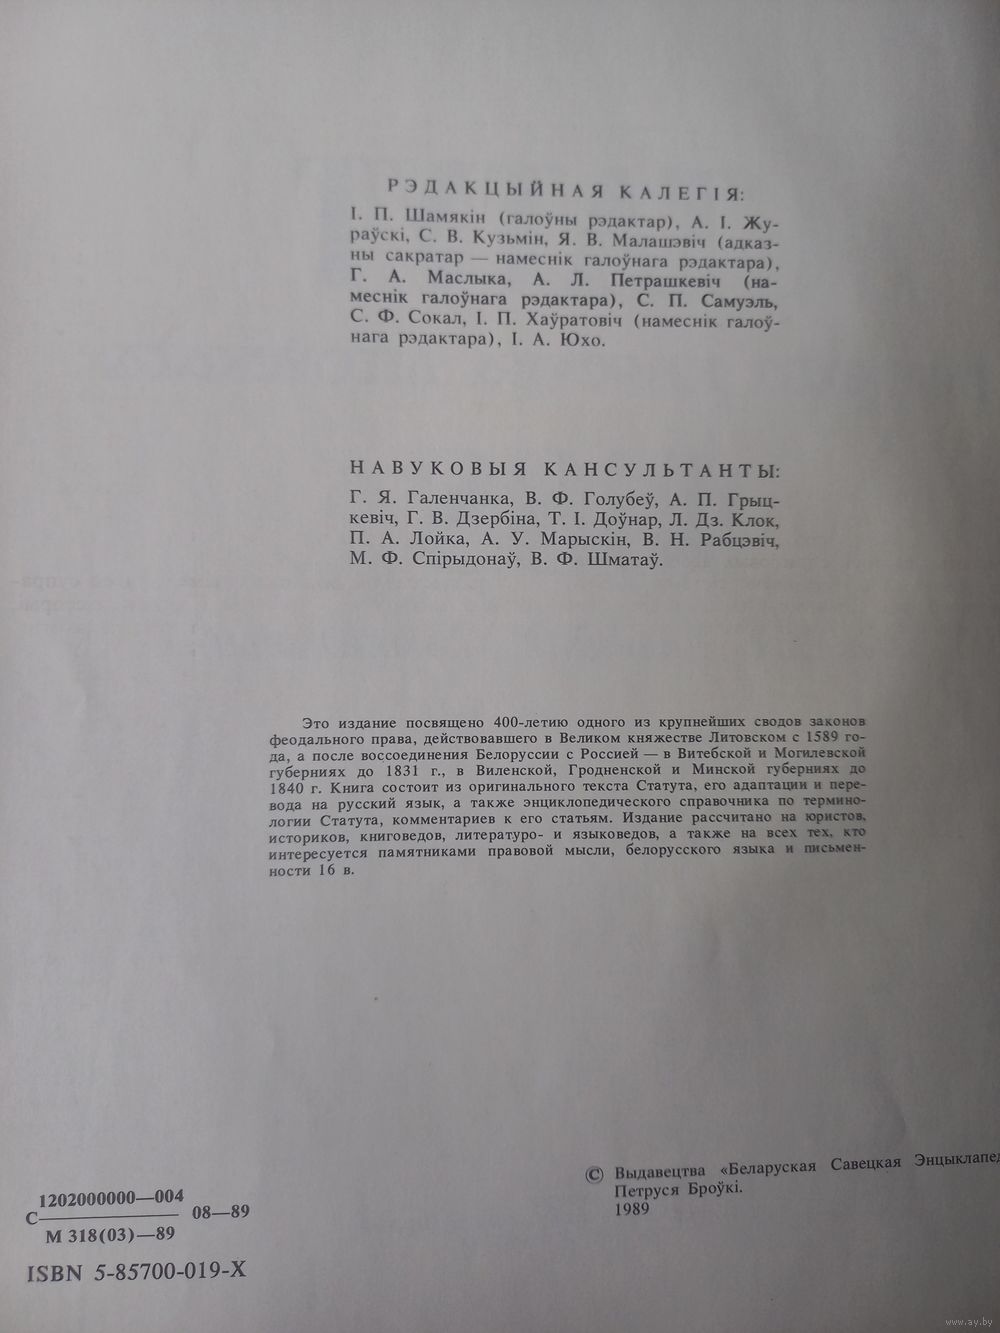 РЭДАКЦЫЙНАЯ КАЛЕГІЯ:
І. П. Шамякін (галоўны рэдактар), А. І. Жу-
раўскі, С. В. Кузьмін, Я. В. Малашэвіч (адказ-
ны сакратар — намеснік галоўнага рэдактара),
Г. А. Маслыка, А. Л. Петрашкевіч (на-
меснік галоўнага рэдактара), С. П. Самуэль,
С. Ф. Сокал, І. П. Хаўратовіч (намеснік галоў-
нага рэдактара), І. А. Юхо.
НАВУКОВЫЯ КАНСУЛЬТАНТЫ:
Г. Я. Галенчанка, В. Ф. Голубеў, А. П. Грыц-
кевіч, Г. В. Дзербіна, Т. І. Доўнар, Л. Дз. Клок,
П. А. Лойка, А. У. Марыскін, В. Н. Рабцэвіч,
М. Ф. Спірыдонаў, В. Ф. Шматаў.
Это издание посвящено 400-летию одного из крупнейших сводов законов
феодального права, действовавшего в Великом княжестве Литовском с 1589 го-
да, а после воссоединения Белоруссии с Россией — в Витебской и Могилевской
губерниях до 1831 г., в Виленской, Гродненской и Минской губерниях до
1840 г. Книга состоит из оригинального текста Статута, его адаптации и пере-
вода на русский язык, а также энциклопедического справочника по термино-
логии Статута, комментариев к его статьям. Издание рассчитано на юристов,
историков, книговедов, литературо- и языковедов, а также на всех тех, кто
интересуется памятниками правовой мысли, белорусского языка и письмен-
ности 16 в.
1202000000—004
С 08—89
М 318(03)—89
ISBN 5-85700-019-X
© Выдавецтва «Беларуская Савецкая Энцыклапед
Петруся Броўкі.
1989
www.ay.by